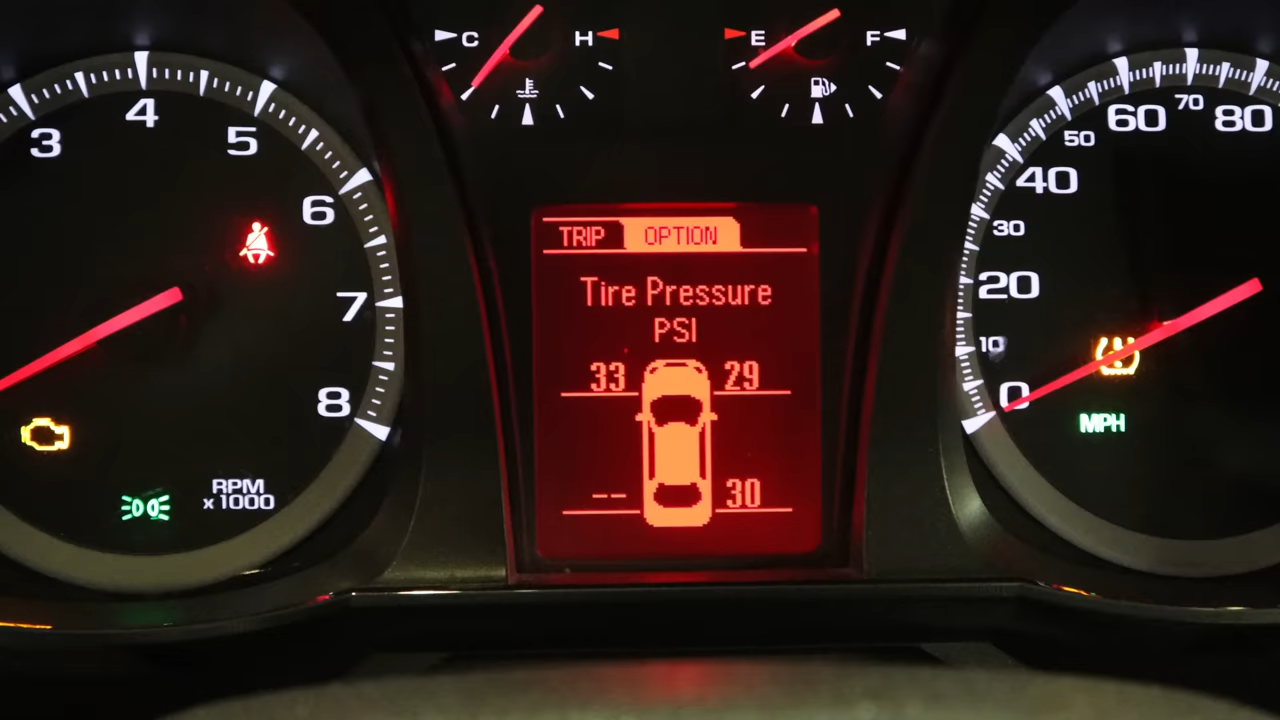 C H
E F
3 4 5 6 7 8
RPM
x 1000
TRIP OPTION
Tire Pressure
PSI
33 29
-- 30
0 10 20 30 40 50 60 70 80
MPH